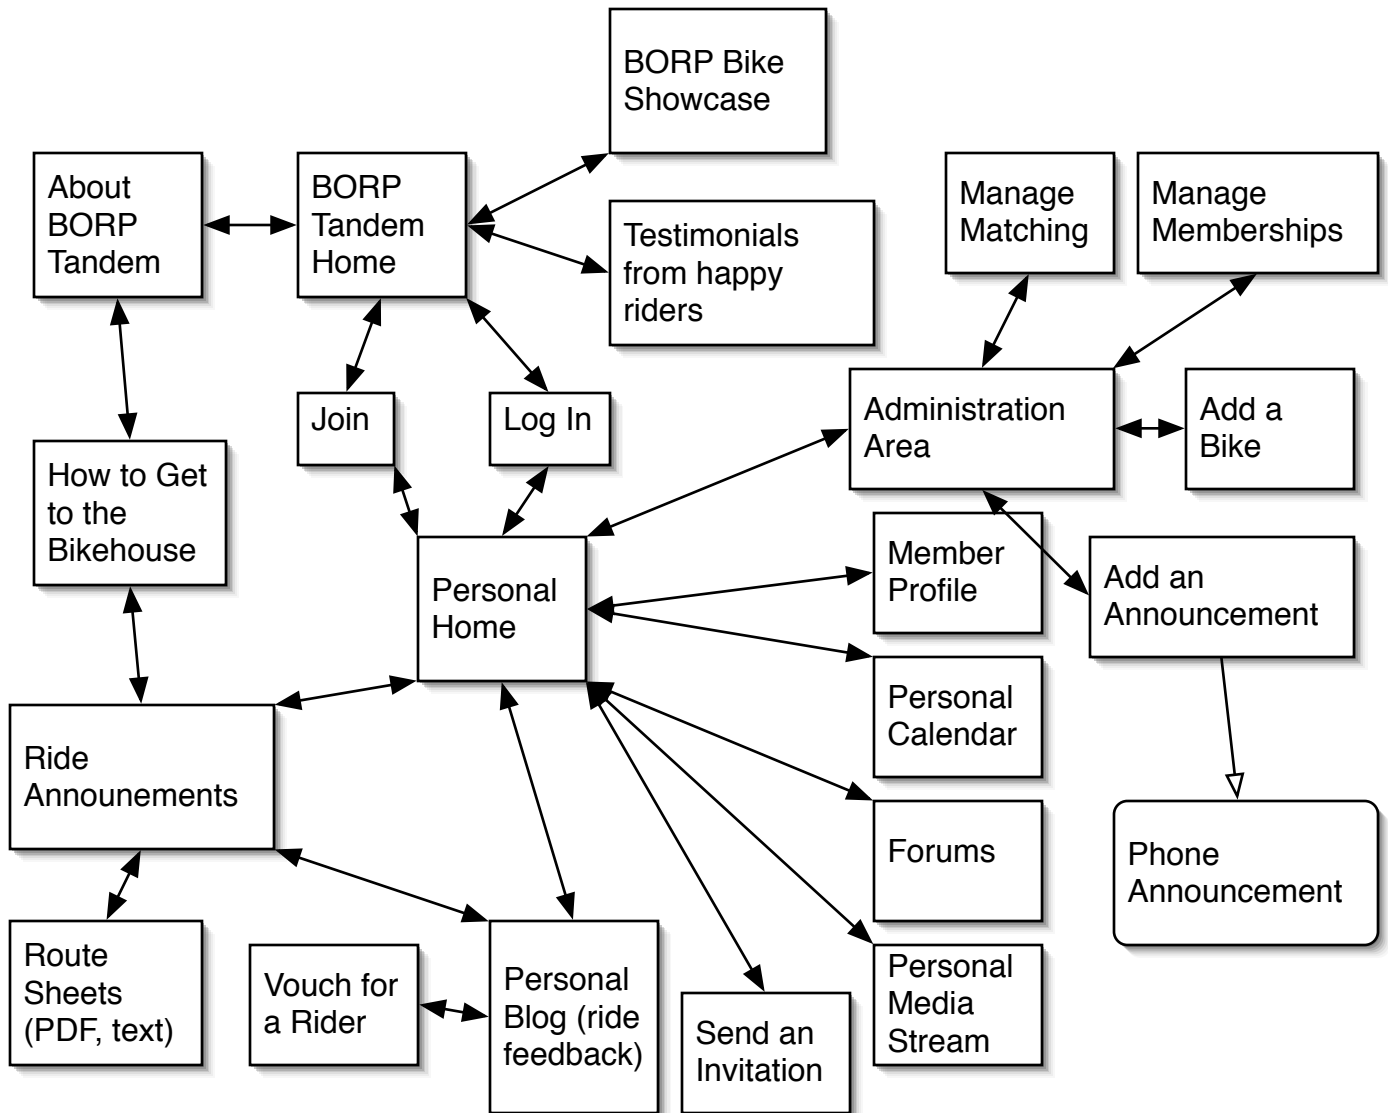 BORP Bike
Showcase
About
BORP
Tandem
BORP
Tandem
Home
Testimonials
from happy
riders
Manage
Matching
Manage
Memberships
Join
Log In
Administration
Area
Add a
Bike
How to Get
to the
Bikehouse
Personal
Home
Member
Profile
Add an
Announcement
Personal
Calendar
Ride
Announements
Forums
Phone
Announcement
Route
Sheets
(PDF, text)
Vouch for
a Rider
Personal
Blog (ride
feedback)
Send an
Invitation
Personal
Media
Stream